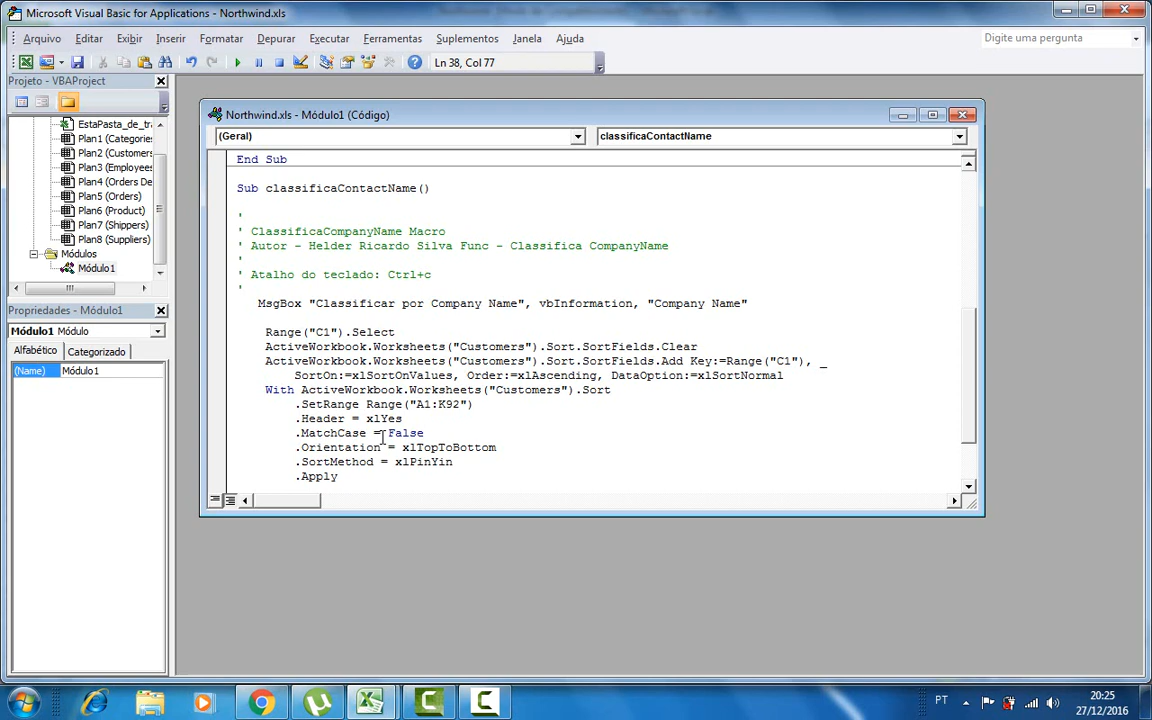 Microsoft Visual Basic for Applications - Northwind.xls
Arquivo Editar Exibir Inserir Formatar Depurar Executar Ferramentas Suplementos Janela Ajuda
Digite uma pergunta
Ln 38, Col 77
Projeto - VBAProject
EstaPasta_de_tra
Plan1 (Categories
Plan2 (Customers
Plan3 (Employees
Plan4 (Orders De
Plan5 (Orders)
Plan6 (Product)
Plan7 (Shippers)
Plan8 (Suppliers)
Módulos
Módulo1
Propriedades - Módulo1
Módulo1 Módulo
Alfabético Categorizado
(Name) Módulo1
Northwind.xls - Módulo1 (Código)
(Geral) classificaContactName
End Sub
Sub classificaContactName()
'
' ClassificaCompanyName Macro
' Autor - Helder Ricardo Silva Func - Classifica CompanyName
'
' Atalho do teclado: Ctrl+c
'
MsgBox "Classificar por Company Name", vbInformation, "Company Name"
Range("C1").Select
ActiveWorkbook.Worksheets("Customers").Sort.SortFields.Clear
ActiveWorkbook.Worksheets("Customers").Sort.SortFields.Add Key:=Range("C1"), _
SortOn:=xlSortOnValues, Order:=xlAscending, DataOption:=xlSortNormal
With ActiveWorkbook.Worksheets("Customers").Sort
.SetRange Range("A1:K92")
.Header = xlYes
.MatchCase = False
.Orientation = xlTopToBottom
.SortMethod = xlPinYin
.Apply
PT
20:25
27/12/2016